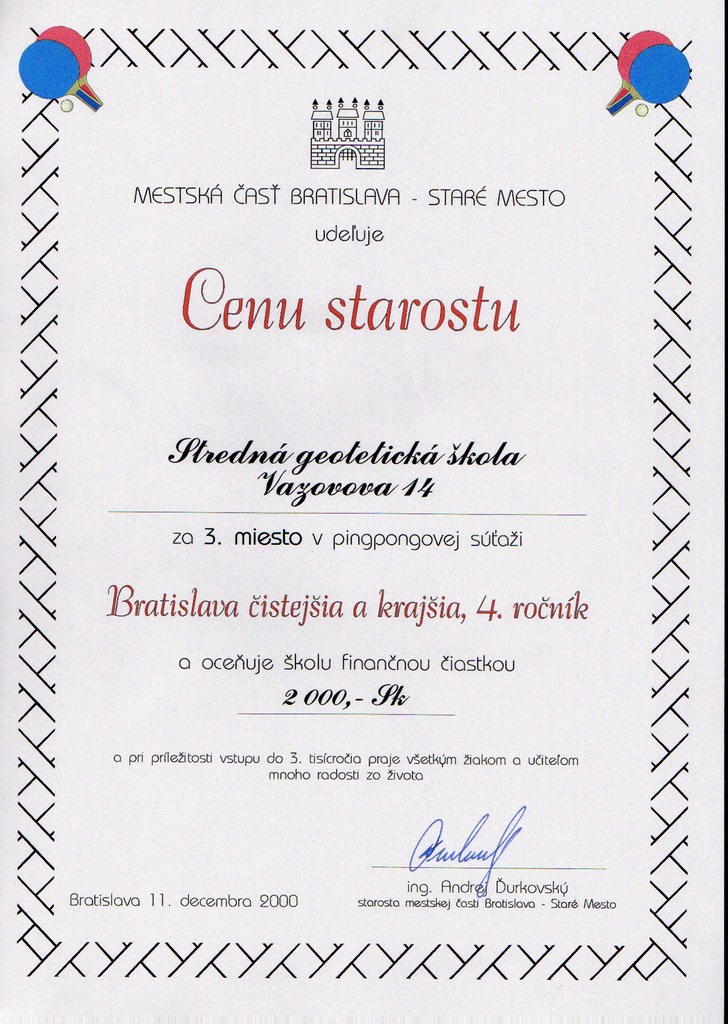 MESTSKÁ ČASŤ BRATISLAVA - STARÉ MESTO
udeľuje
Cenu starostu
Stredná geotetická škola
Vazovova 14
za 3. miesto v pingpongovej súťaži
Bratislava čistejšia a krajšia, 4. ročník
a oceňuje školu finančnou čiastkou
2 000,- Sk
a pri príležitosti vstupu do 3. tisícročia praje všetkým žiakom a učiteľom
mnoho radosti zo života
ing. Andrej Ďurkovský
Bratislava 11. decembra 2000
starosta mestskej časti Bratislava - Staré Mesto